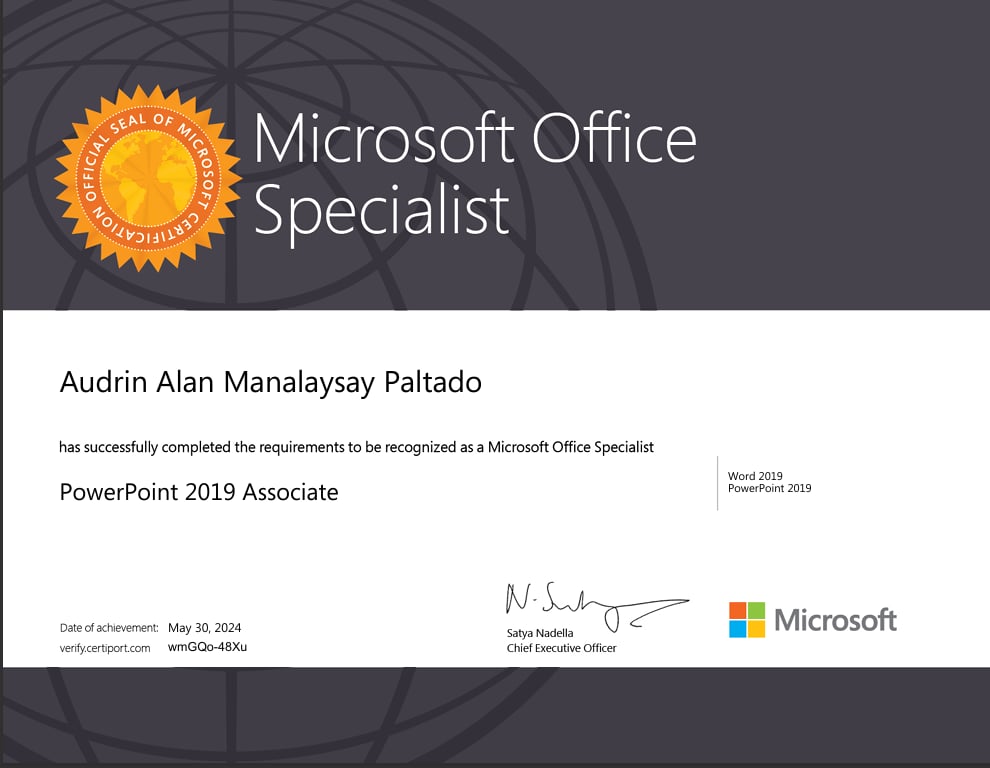 OFFICIAL SEAL OF MICROSOFT CERTIFICATION
Microsoft Office
Specialist
Audrin Alan Manalaysay Paltado
has successfully completed the requirements to be recognized as a Microsoft Office Specialist
PowerPoint 2019 Associate
Word 2019
PowerPoint 2019
Date of achievement: May 30, 2024
verify.certiport.com wmGQo-48Xu
Satya Nadella
Chief Executive Officer
Microsoft